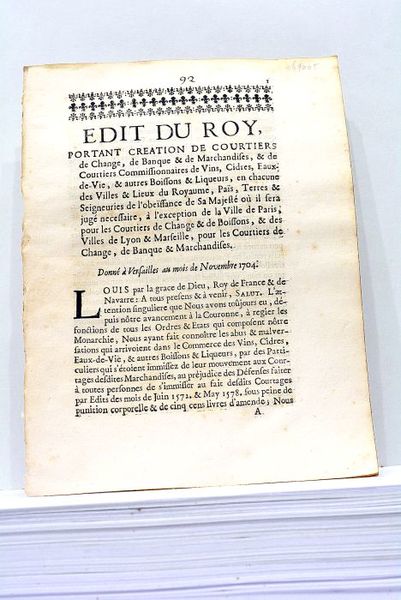 92
1
EDIT DU ROY,
PORTANT CREATION DE COURTIERS
de Change, de Banque & de Marchandises, & de
Courtiers Commissionnaires de Vins, Cidres, Eaux-
de-Vie, & autres Boissons & Liqueurs, en chacune
des Villes & Lieux du Royaume, Païs, Terres &
Seigneuries de l'obeissance de Sa Majesté où il sera
jugé necessaire, à l'exception de la Ville de Paris,
pour les Courtiers de Change & de Boissons, & des
Villes de Lyon & Marseille, pour les Courtiers de
Change, de Banque & Marchandises.
Donné à Versailles au mois de Novembre 1704.
LOUIS par la grace de Dieu, Roy de France & de
Navarre: A tous presens & à venir, SALUT. L'at-
tention singuliere que Nous avons toûjours eu, de-
puis nôtre avancement à la Couronne, à regler les
fonctions de tous les Ordres & Etats qui composent nôtre
Monarchie, Nous ayant fait connoître les abus & malver-
sations qui arrivoient dans le Commerce des Vins, Cidres,
Eaux-de-Vie, & autres Boissons & Liqueurs, par des Parti-
culiers qui s'étoient immissez de leur mouvement aux Cour-
tages desdites Marchandises, au préjudice des Défenses faites
à toutes personnes de s'immisser au fait desdits Courtages
par Edits des mois de Juin 1572. & May 1578. sous peine de
punition corporelle & de cinq cens livres d'amende; Nous
A